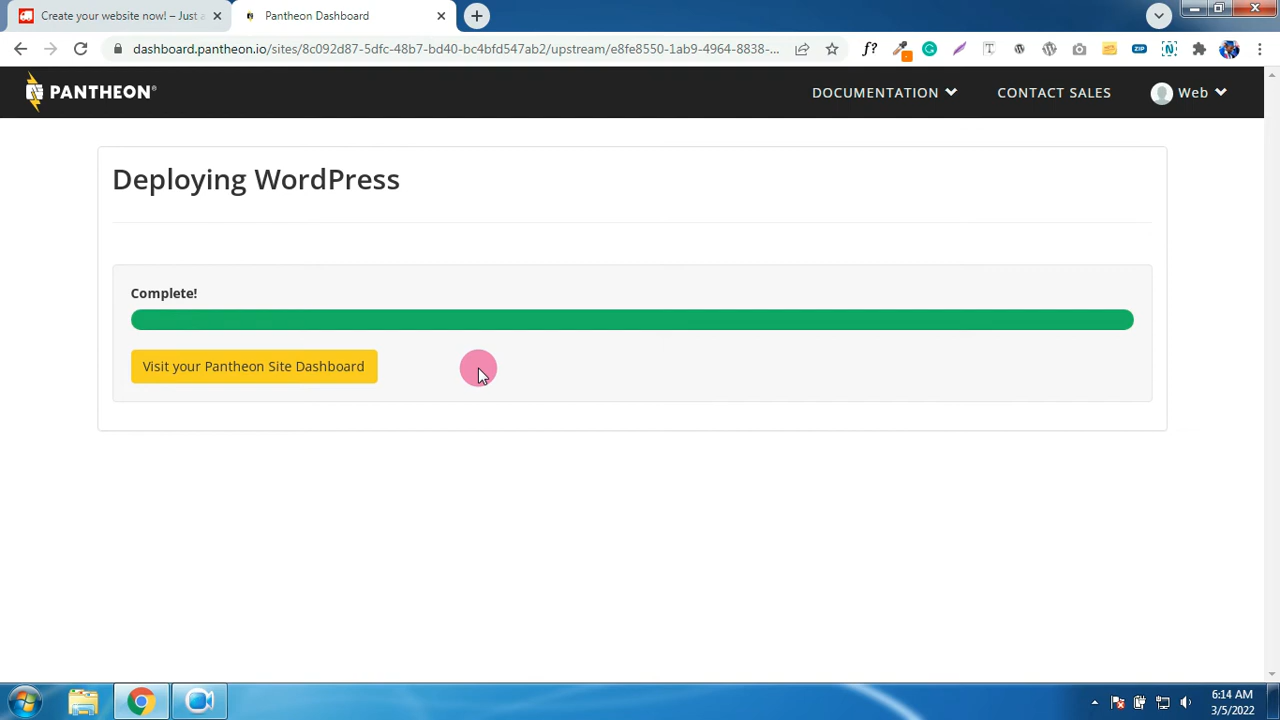 Create your website now! – Just
Pantheon Dashboard
dashboard.pantheon.io/sites/8c092d87-5dfc-48b7-bd40-bc4bfd547ab2/upstream/e8fe8550-1ab9-4964-8838-...
PANTHEON®
DOCUMENTATION
CONTACT SALES
Web
Deploying WordPress
Complete!
Visit your Pantheon Site Dashboard
6:14 AM
3/5/2022